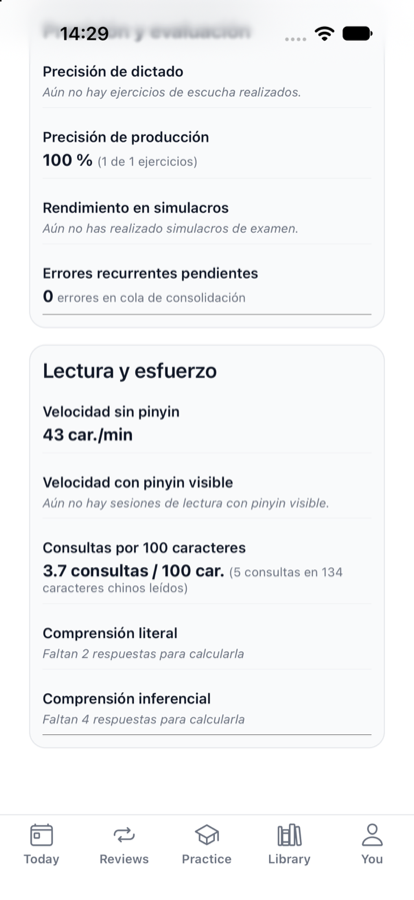 14:29
Precisión y evaluación
Precisión de dictado
Aún no hay ejercicios de escucha realizados.
Precisión de producción
100 % (1 de 1 ejercicios)
Rendimiento en simulacros
Aún no has realizado simulacros de examen.
Errores recurrentes pendientes
0 errores en cola de consolidación
Lectura y esfuerzo
Velocidad sin pinyin
43 car./min
Velocidad con pinyin visible
Aún no hay sesiones de lectura con pinyin visible.
Consultas por 100 caracteres
3.7 consultas / 100 car. (5 consultas en 134
caracteres chinos leídos)
Comprensión literal
Faltan 2 respuestas para calcularla
Comprensión inferencial
Faltan 4 respuestas para calcularla
Today Reviews Practice Library You